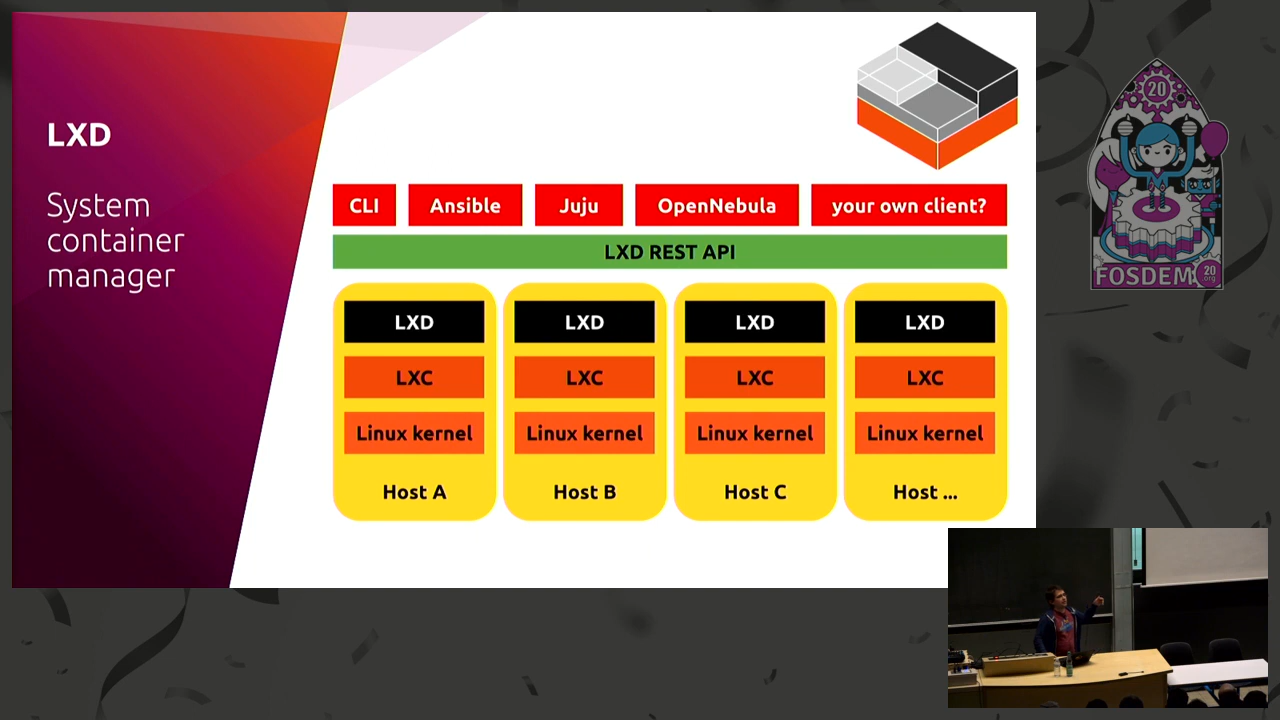 LXD
System
container
manager
CLI
Ansible
Juju
OpenNebula
your own client?
LXD REST API
LXD
LXD
LXD
LXD
LXC
LXC
LXC
LXC
Linux kernel
Linux kernel
Linux kernel
Linux kernel
Host A
Host B
Host C
Host ...
20
FOSDEM
20
org